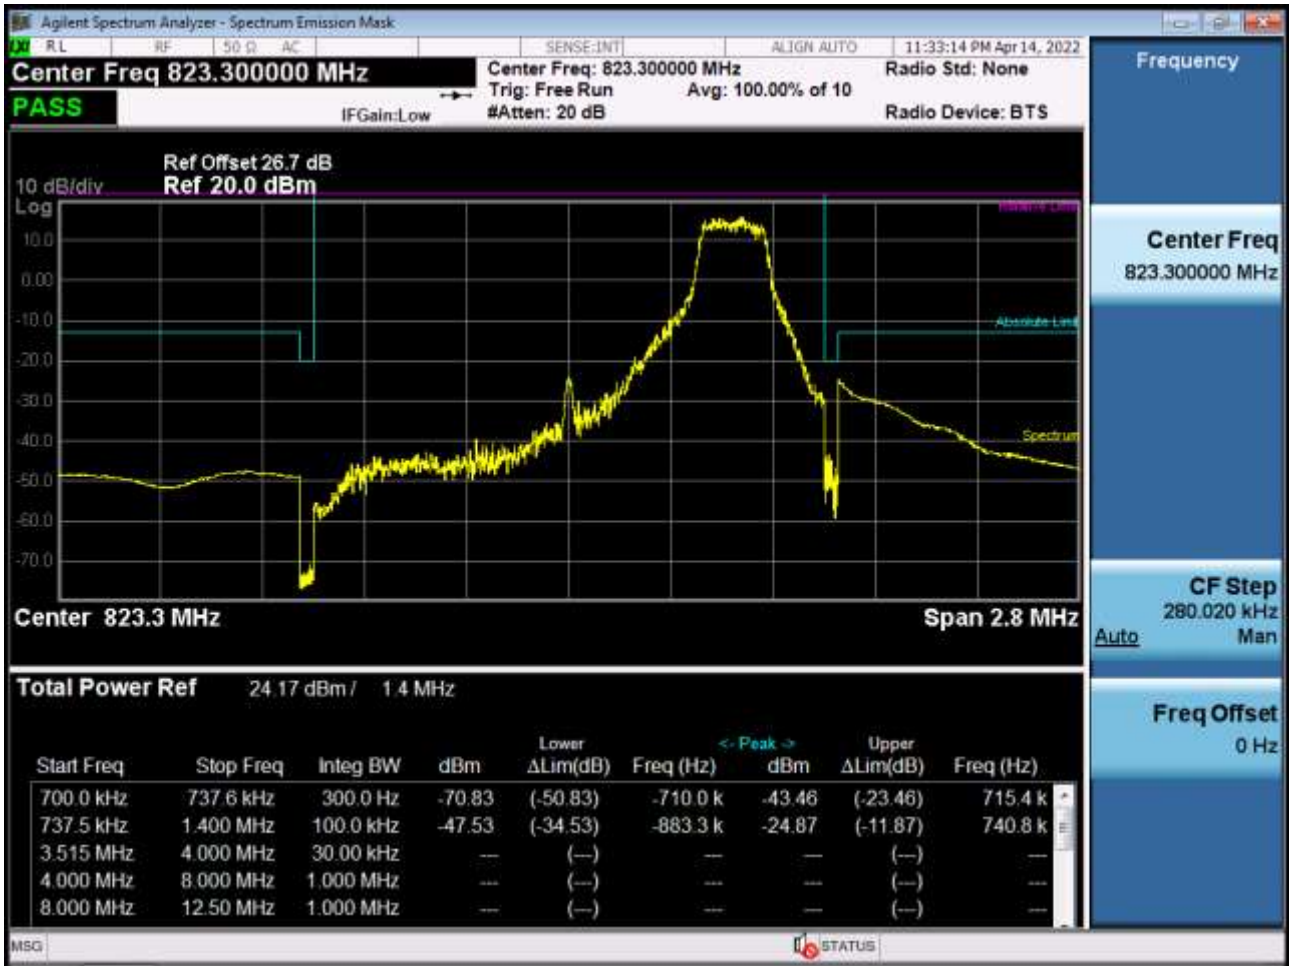 Agilent Spectrum Analyzer - Spectrum Emission Mask
LXI RL RF 50 Ω AC SENSE:INT ALIGN AUTO 11:33:14 PM Apr 14, 2022
Center Freq 823.300000 MHz
Center Freq: 823.300000 MHz Radio Std: None
Trig: Free Run Avg: 100.00% of 10
PASS
IFGain:Low #Atten: 20 dB Radio Device: BTS
Ref Offset 26.7 dB
10 dB/div Ref 20.0 dBm
Log
10.0
0.00
-10.0
Absolute Limit
-20.0
-30.0
-40.0
Spectrum
-50.0
-60.0
-70.0
Center 823.3 MHz Span 2.8 MHz
Total Power Ref 24.17 dBm / 1.4 MHz
Lower <- Peak -> Upper
Start Freq Stop Freq Integ BW dBm ΔLim(dB) Freq (Hz) dBm ΔLim(dB) Freq (Hz)
700.0 kHz 737.6 kHz 300.0 Hz -70.83 (-50.83) -710.0 k -43.46 (-23.46) 715.4 k
737.5 kHz 1.400 MHz 100.0 kHz -47.53 (-34.53) -883.3 k -24.87 (-11.87) 740.8 k
3.515 MHz 4.000 MHz 30.00 kHz --- (---) --- --- (---) ---
4.000 MHz 8.000 MHz 1.000 MHz --- (---) --- --- (---) ---
8.000 MHz 12.50 MHz 1.000 MHz --- (---) --- --- (---) ---
MSG STATUS
Frequency
Center Freq
823.300000 MHz
CF Step
280.020 kHz
Auto Man
Freq Offset
0 Hz